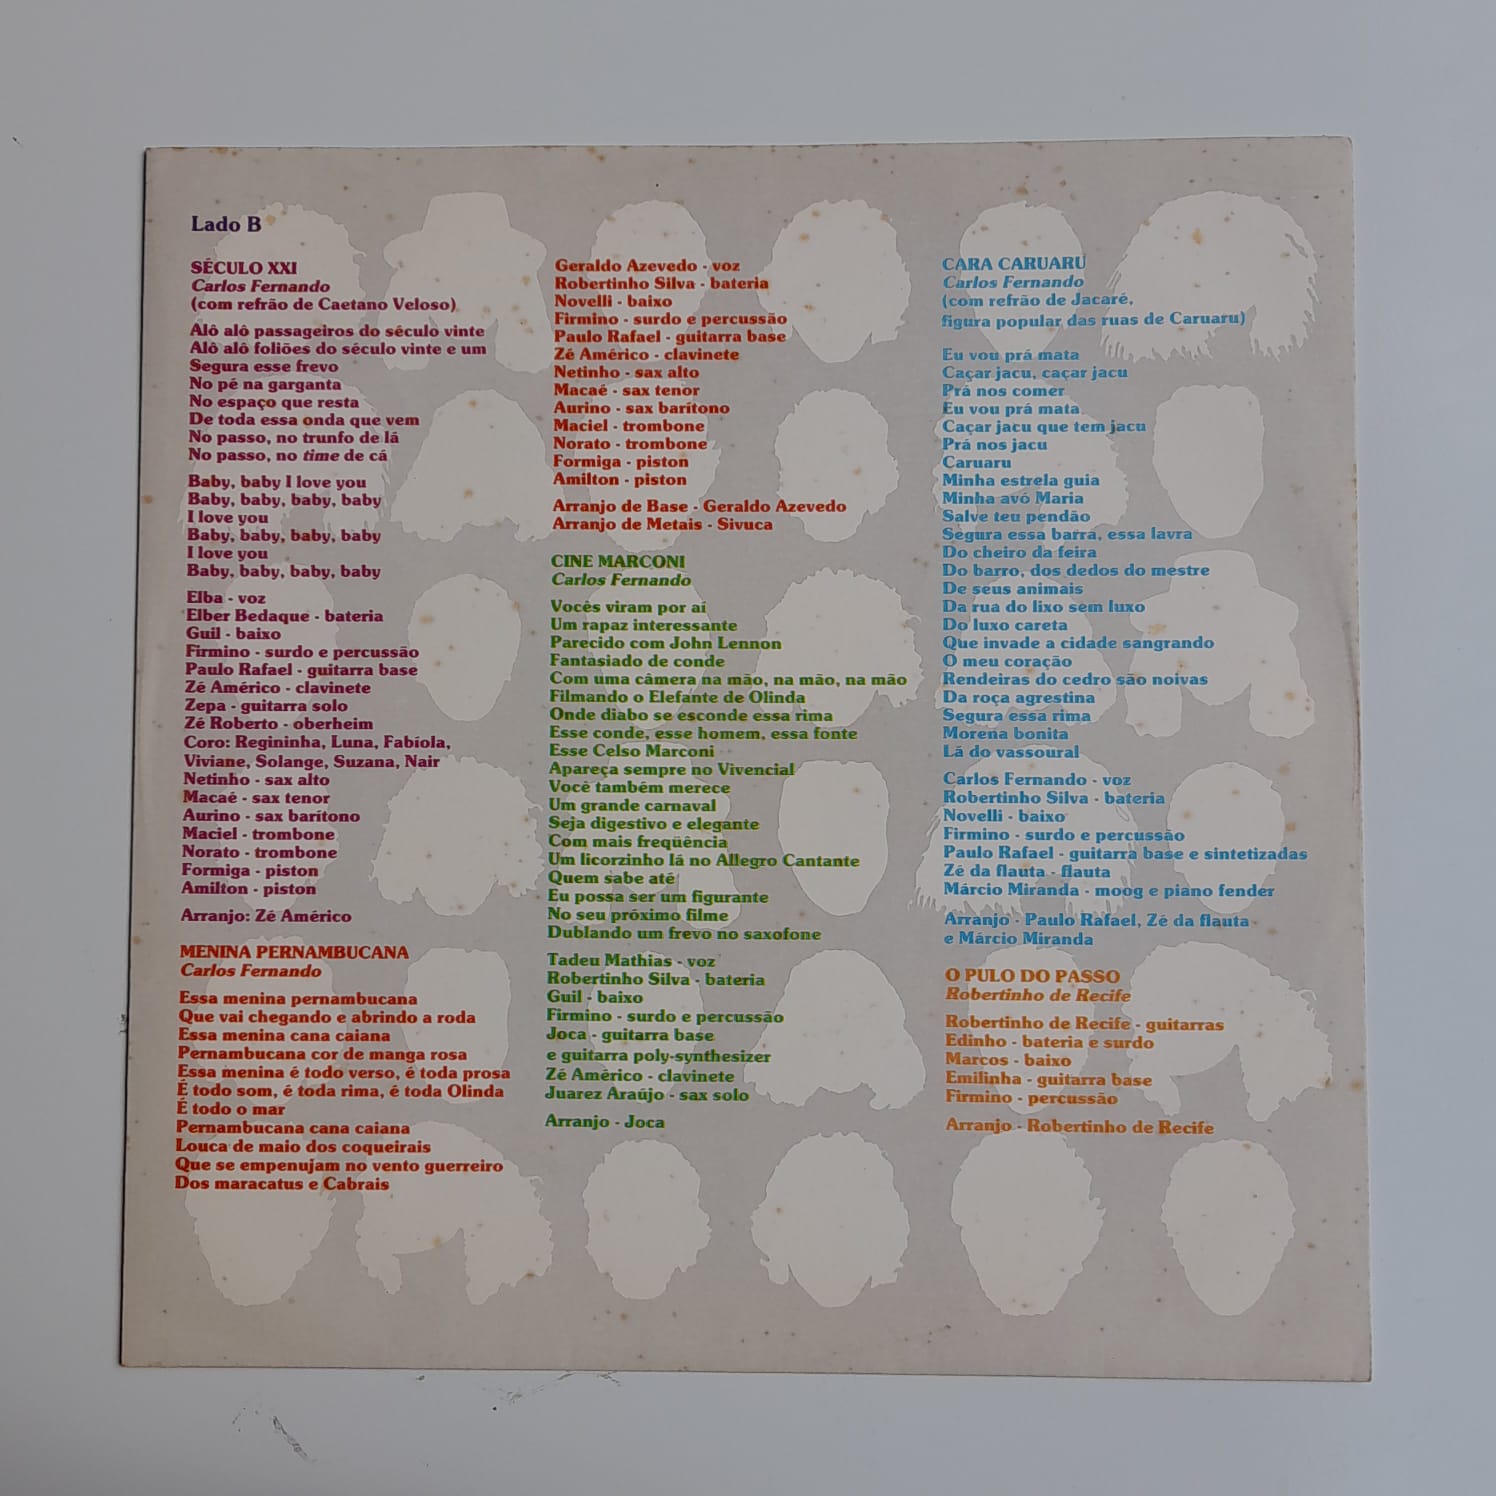 Lado B
SÉCULO XXI
Carlos Fernando
(com refrão de Caetano Veloso)
Alô alô passageiros do século vinte
Alô alô foliões do século vinte e um
Segura esse frevo
No pé na garganta
No espaço que resta
De toda essa onda que vem
No passo, no trunfo de lá
No passo, no time de cá
Baby, baby I love you
Baby, baby, baby, baby
I love you
Baby, baby, baby, baby
I love you
Baby, baby, baby, baby
Elba - voz
Elber Bedaque - bateria
Guil - baixo
Firmino - surdo e percussão
Paulo Rafael - guitarra base
Zé Américo - clavinete
Zepa - guitarra solo
Zé Roberto - oberheim
Coro: Regininha, Luna, Fabíola,
Viviane, Solange, Suzana, Nair
Netinho - sax alto
Macaé - sax tenor
Aurino - sax barítono
Maciel - trombone
Norato - trombone
Formiga - piston
Amilton - piston
Arranjo: Zé Américo
MENINA PERNAMBUCANA
Carlos Fernando
Essa menina pernambucana
Que vai chegando e abrindo a roda
Essa menina cana caiana
Pernambucana cor de manga rosa
Essa menina é todo verso, é toda prosa
É todo som, é toda rima, é toda Olinda
É todo o mar
Pernambucana cana caiana
Louca de maio dos coqueirais
Que se empenujam no vento guerreiro
Dos maracatus e Cabrais
Geraldo Azevedo - voz
Robertinho Silva - bateria
Novelli - baixo
Firmino - surdo e percussão
Paulo Rafael - guitarra base
Zé Américo - clavinete
Netinho - sax alto
Macaé - sax tenor
Aurino - sax barítono
Maciel - trombone
Norato - trombone
Formiga - piston
Amilton - piston
Arranjo de Base - Geraldo Azevedo
Arranjo de Metais - Sivuca
CINE MARCONI
Carlos Fernando
Vocês viram por aí
Um rapaz interessante
Parecido com John Lennon
Fantasiado de conde
Com uma câmera na mão, na mão, na mão
Filmando o Elefante de Olinda
Onde diabo se esconde essa rima
Esse conde, esse homem, essa fonte
Esse Celso Marconi
Apareça sempre no Vivencial
Você também merece
Um grande carnaval
Seja digestivo e elegante
Com mais freqüência
Um licorzinho lá no Allegro Cantante
Quem sabe até
Eu possa ser um figurante
No seu próximo filme
Dublando um frevo no saxofone
Tadeu Mathias - voz
Robertinho Silva - bateria
Guil - baixo
Firmino - surdo e percussão
Joca - guitarra base
e guitarra poly-synthesizer
Zé Américo - clavinete
Juarez Araújo - sax solo
Arranjo - Joca
CARA CARUARU
Carlos Fernando
(com refrão de Jacaré,
figura popular das ruas de Caruaru)
Eu vou prá mata
Caçar jacu, caçar jacu
Prá nos comer
Eu vou prá mata
Caçar jacu que tem jacu
Prá nos jacu
Caruaru
Minha estrela guia
Minha avó Maria
Salve teu pendão
Segura essa barra, essa lavra
Do cheiro da feira
Do barro, dos dedos do mestre
De seus animais
Da rua do lixo sem luxo
Do luxo careta
Que invade a cidade sangrando
O meu coração
Rendeiras do cedro são noivas
Da roça agrestina
Segura essa rima
Morena bonita
Lá do vassoural
Carlos Fernando - voz
Robertinho Silva - bateria
Novelli - baixo
Firmino - surdo e percussão
Paulo Rafael - guitarra base e sintetizadas
Zé da flauta - flauta
Márcio Miranda - moog e piano fender
Arranjo - Paulo Rafael, Zé da flauta
e Márcio Miranda
O PULO DO PASSO
Robertinho de Recife
Robertinho de Recife - guitarras
Edinho - bateria e surdo
Marcos - baixo
Emilinha - guitarra base
Firmino - percussão
Arranjo - Robertinho de Recife